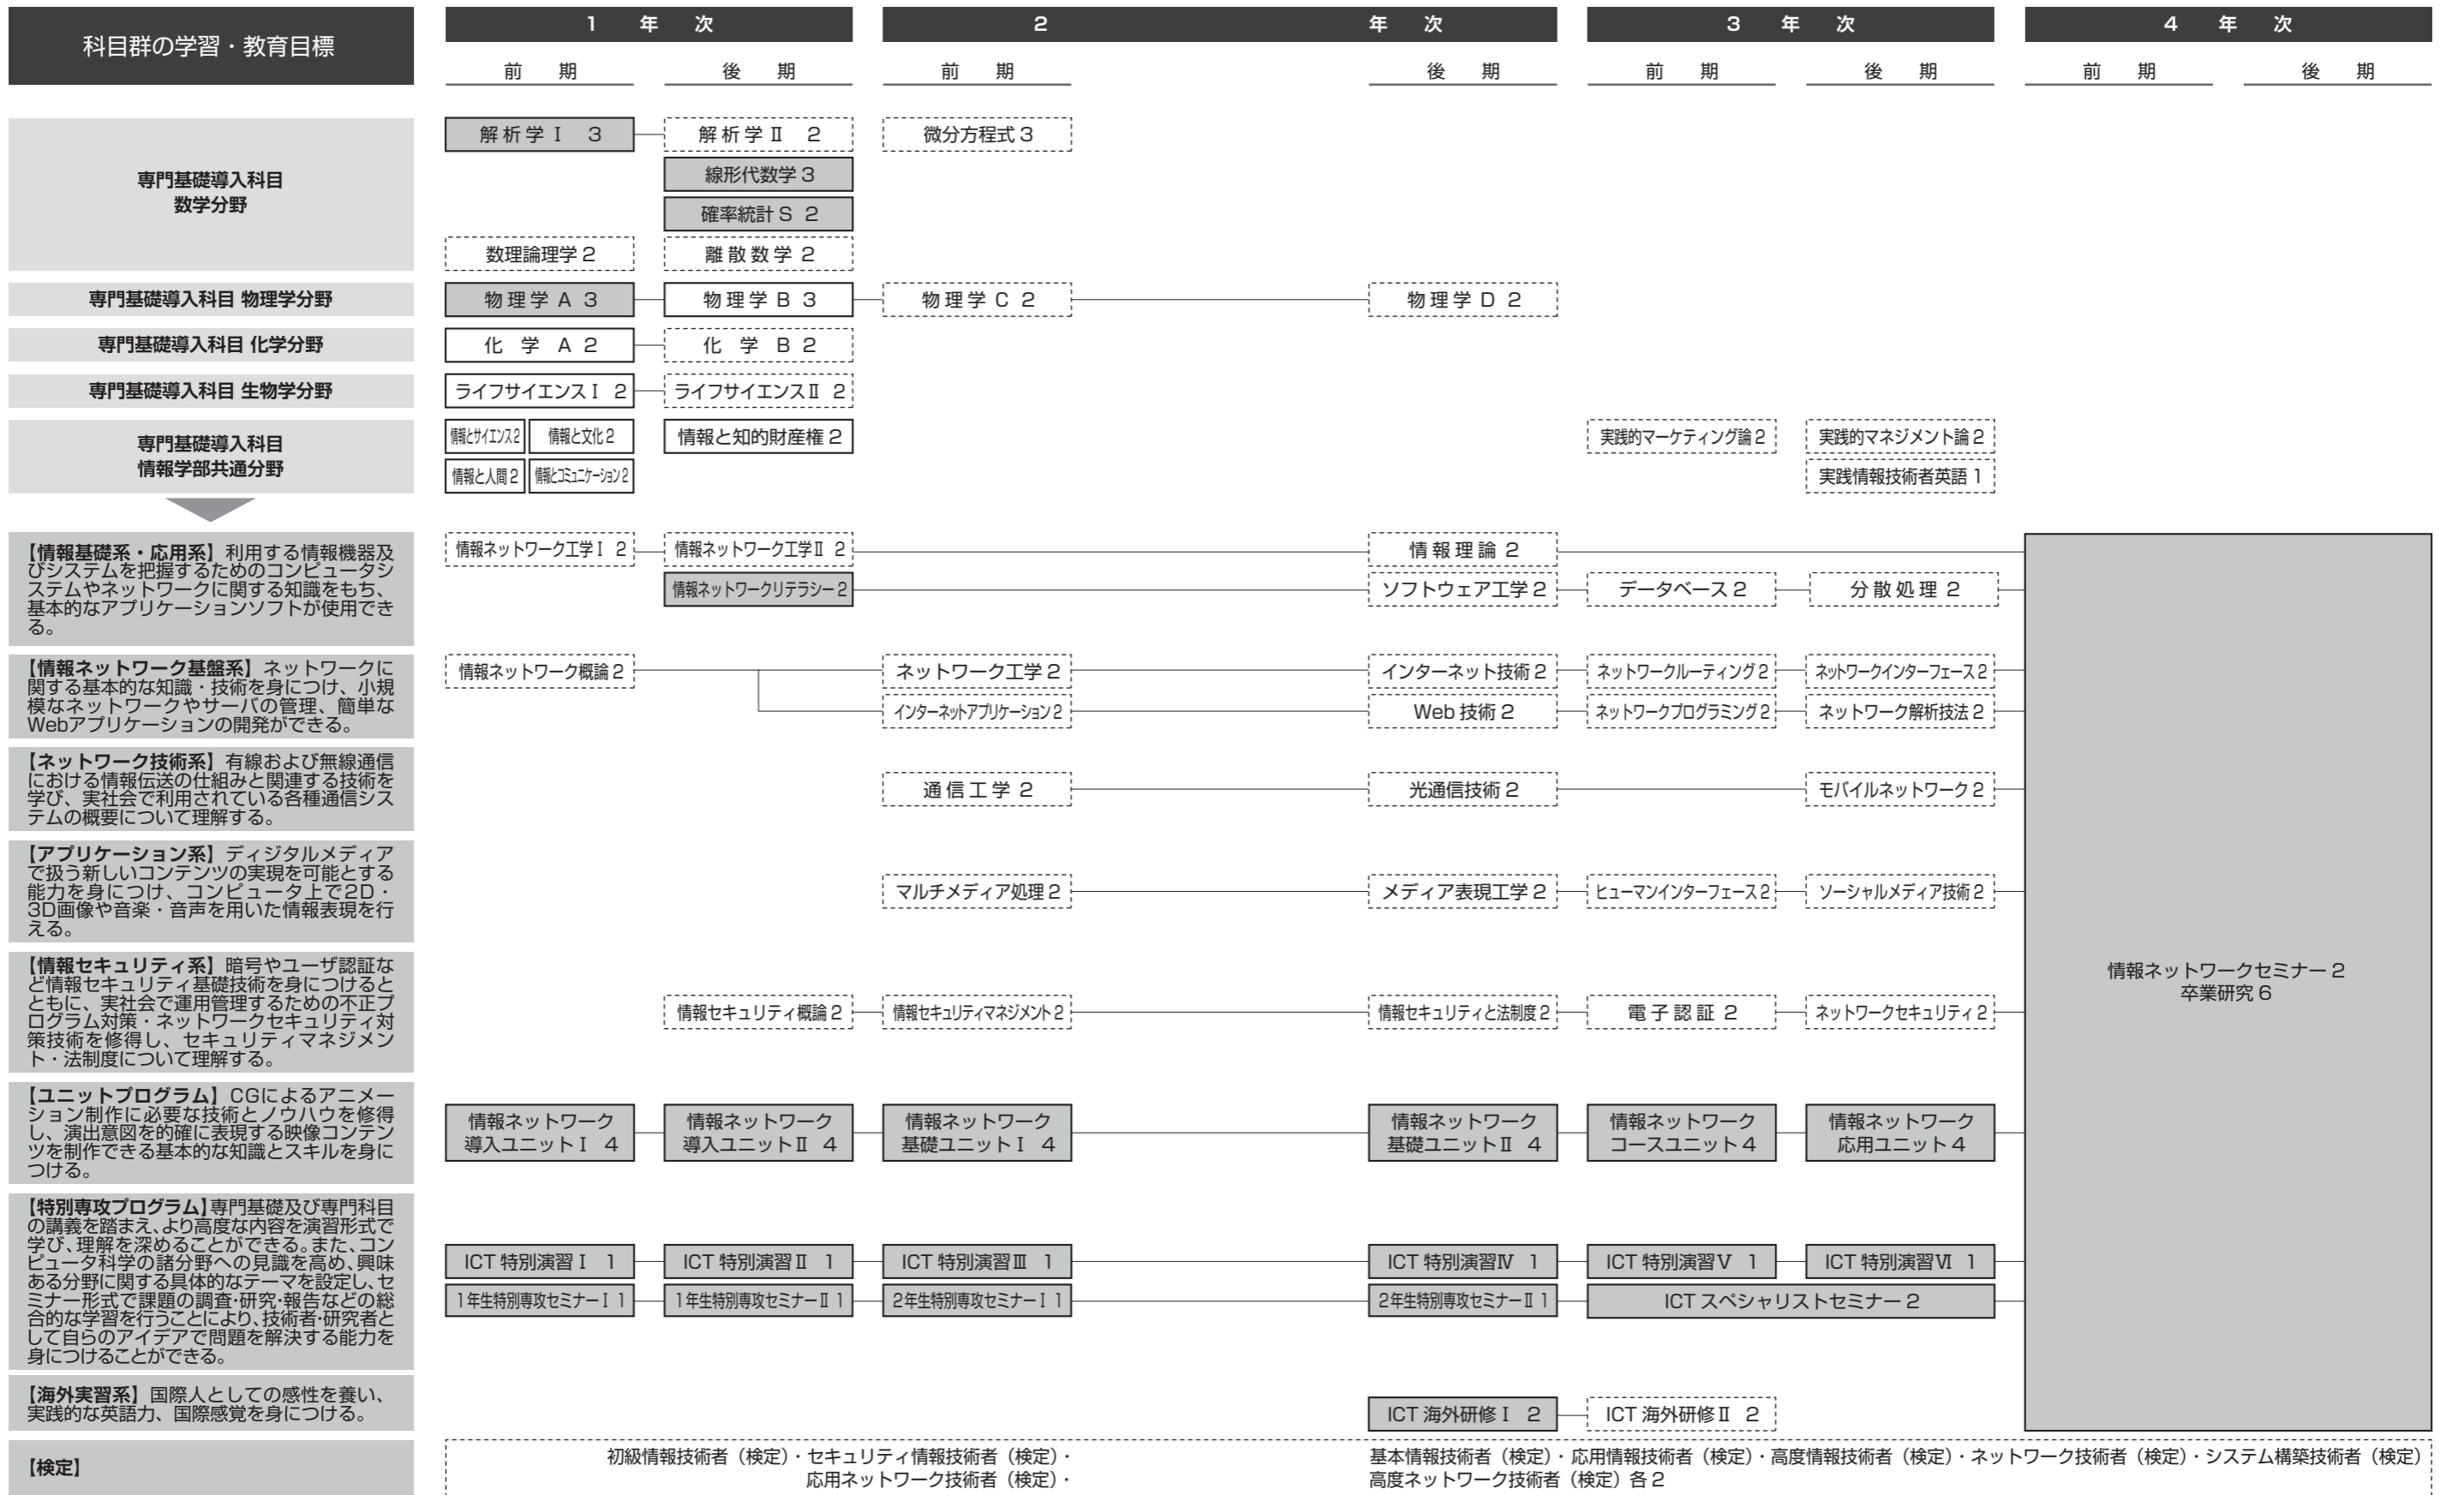 科目群の学習・教育目標
1 年 次
2 年 次
3 年 次
4 年 次
前 期
後 期
前 期
後 期
前 期
後 期
前 期
後 期
専門基礎導入科目
数学分野
解析学Ⅰ 3
解析学Ⅱ 2
微分方程式 3
線形代数学 3
確率統計S 2
数理論理学 2
離散数学 2
専門基礎導入科目 物理学分野
物理学A 3
物理学B 3
物理学C 2
物理学D 2
専門基礎導入科目 化学分野
化 学 A 2
化 学 B 2
専門基礎導入科目 生物学分野
ライフサイエンスⅠ 2
ライフサイエンスⅡ 2
専門基礎導入科目
情報学部共通分野
情報とサイエンス 2
情報と文化 2
情報と知的財産権 2
実践的マーケティング論 2
実践的マネジメント論 2
情報と人間 2
情報とコミュニケーション 2
実践情報技術者英語 1
【情報基礎系・応用系】利用する情報機器及
びシステムを把握するためのコンピュータシ
ステムやネットワークに関する知識をもち、
基本的なアプリケーションソフトが使用でき
る。
情報ネットワーク工学Ⅰ 2
情報ネットワーク工学Ⅱ 2
情報理論 2
情報ネットワークリテラシー 2
ソフトウェア工学 2
データベース 2
分散処理 2
【情報ネットワーク基盤系】ネットワークに
関する基本的な知識・技術を身につけ、小規
模なネットワークやサーバの管理、簡単な
Webアプリケーションの開発ができる。
情報ネットワーク概論 2
ネットワーク工学 2
インターネット技術 2
ネットワークルーティング 2
ネットワークインターフェース 2
インターネットアプリケーション 2
Web 技術 2
ネットワークプログラミング 2
ネットワーク解析技法 2
【ネットワーク技術系】有線および無線通信
における情報伝送の仕組みと関連する技術を
学び、実社会で利用されている各種通信シス
テムの概要について理解する。
通信工学 2
光通信技術 2
モバイルネットワーク 2
【アプリケーション系】ディジタルメディア
で扱う新しいコンテンツの実現を可能とする
能力を身につけ、コンピュータ上で2D・
3D画像や音楽・音声を用いた情報表現を行
える。
マルチメディア処理 2
メディア表現工学 2
ヒューマンインターフェース 2
ソーシャルメディア技術 2
【情報セキュリティ系】暗号やユーザ認証な
ど情報セキュリティ基礎技術を身につけると
ともに、実社会で運用管理するための不正プ
ログラム対策・ネットワークセキュリティ対
策技術を修得し、セキュリティマネジメン
ト・法制度について理解する。
情報セキュリティ概論 2
情報セキュリティマネジメント 2
情報セキュリティと法制度 2
電子認証 2
ネットワークセキュリティ 2
情報ネットワークセミナー 2
卒業研究 6
【ユニットプログラム】CGによるアニメー
ション制作に必要な技術とノウハウを修得
し、演出意図を的確に表現する映像コンテン
ツを制作できる基本的な知識とスキルを身に
つける。
情報ネットワーク
導入ユニットⅠ 4
情報ネットワーク
導入ユニットⅡ 4
情報ネットワーク
基礎ユニットⅠ 4
情報ネットワーク
基礎ユニットⅡ 4
情報ネットワーク
コースユニット 4
情報ネットワーク
応用ユニット 4
【特別専攻プログラム】専門基礎及び専門科目
の講義を踏まえ、より高度な内容を演習形式で
学び、理解を深めることができる。また、コン
ピュータ科学の諸分野への見識を高め、興味
ある分野に関する具体的なテーマを設定し、セ
ミナー形式で課題の調査・研究・報告などの総
合的な学習を行うことにより、技術者・研究者と
して自らのアイデアで問題を解決する能力を
身につけることができる。
ICT 特別演習Ⅰ 1
ICT 特別演習Ⅱ 1
ICT 特別演習Ⅲ 1
ICT 特別演習Ⅳ 1
ICT 特別演習Ⅴ 1
ICT 特別演習Ⅵ 1
1年生特別専攻セミナーⅠ 1
1年生特別専攻セミナーⅡ 1
2年生特別専攻セミナーⅠ 1
2年生特別専攻セミナーⅡ 1
ICT スペシャリストセミナー 2
【海外実習系】国際人としての感性を養い、
実践的な英語力、国際感覚を身につける。
ICT 海外研修Ⅰ 2
ICT 海外研修Ⅱ 2
【検定】
初級情報技術者（検定）・セキュリティ情報技術者（検定）・
応用ネットワーク技術者（検定）・
基本情報技術者（検定）・応用情報技術者（検定）・高度情報技術者（検定）・ネットワーク技術者（検定）・システム構築技術者（検定）
高度ネットワーク技術者（検定）各 2